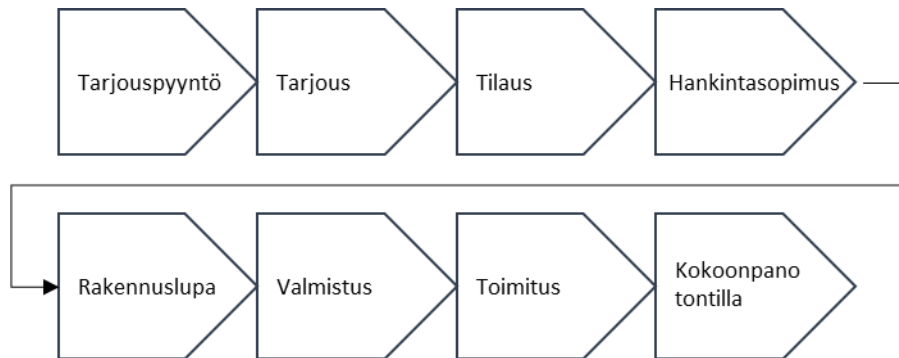 Tarjouspyyntö
Tarjous
Tilaus
Hankintasopimus
Rakennuslupa
Valmistus
Toimitus
Kokoonpano
tontilla